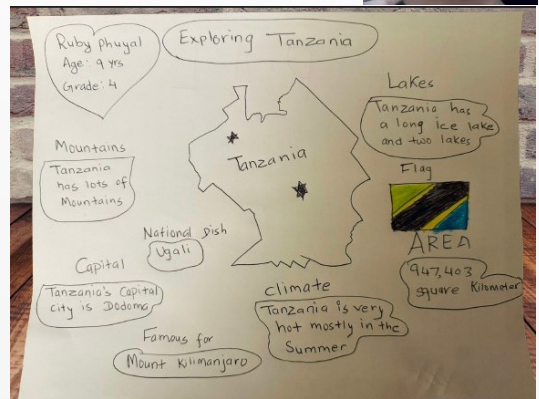 Ruby Phuyal
Age: 9 yrs
Grade: 4
Exploring Tanzania
Lakes
Tanzania has
a long ice lake
and two lakes
Mountains
Tanzania
has lots of
Mountains
Tanzania
Flag
National Dish
Ugali
AREA
947,403
square Kilometer
Capital
Tanzania's Capital
city is Dodoma
climate
Tanzania is very
hot mostly in the
Summer
Famous for
Mount Kilimanjaro